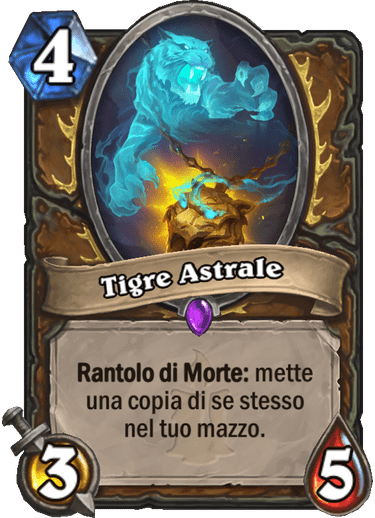 4
Tigre Astrale
Rantolo di Morte: mette
una copia di se stesso
nel tuo mazzo.
3
5